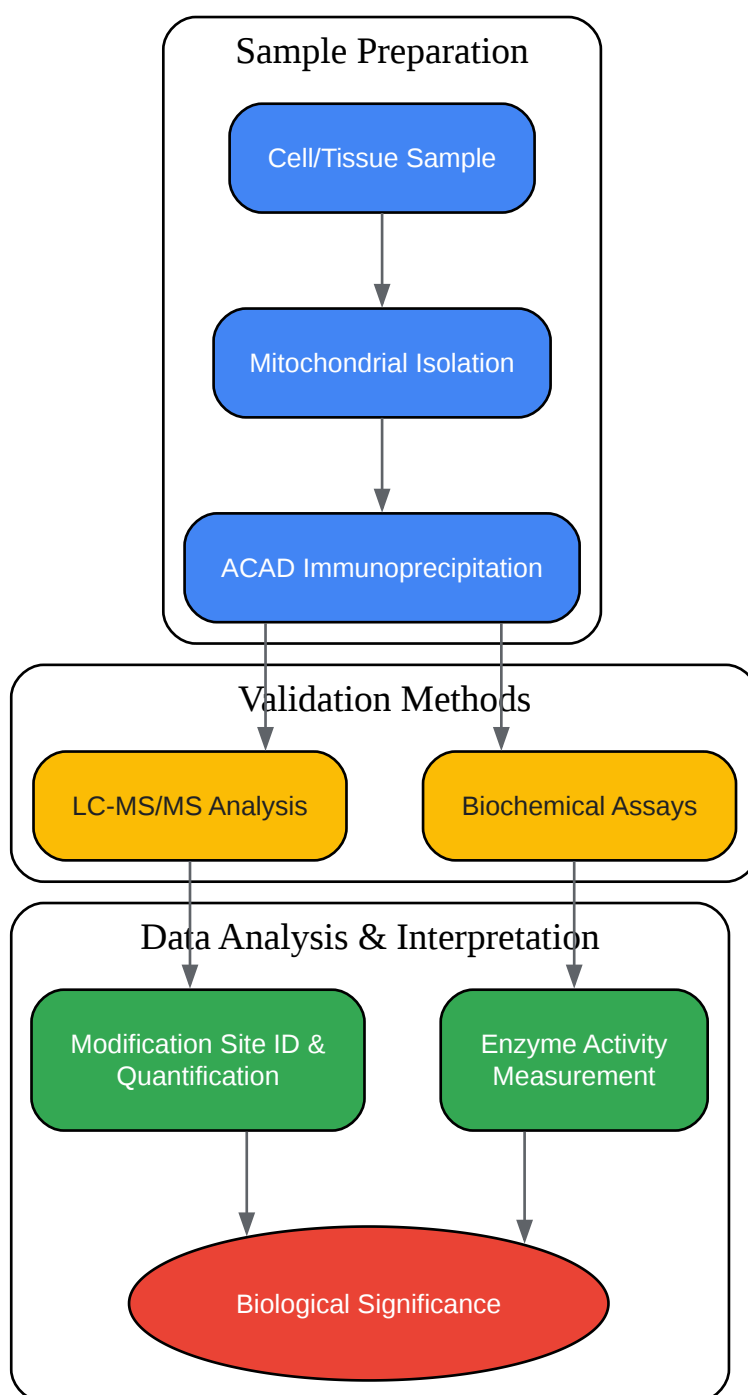 Sample Preparation
Cell/Tissue Sample
Mitochondrial Isolation
ACAD Immunoprecipitation
Validation Methods
LC-MS/MS Analysis
Biochemical Assays
Data Analysis & Interpretation
Modification Site ID &
Quantification
Enzyme Activity
Measurement
Biological Significance